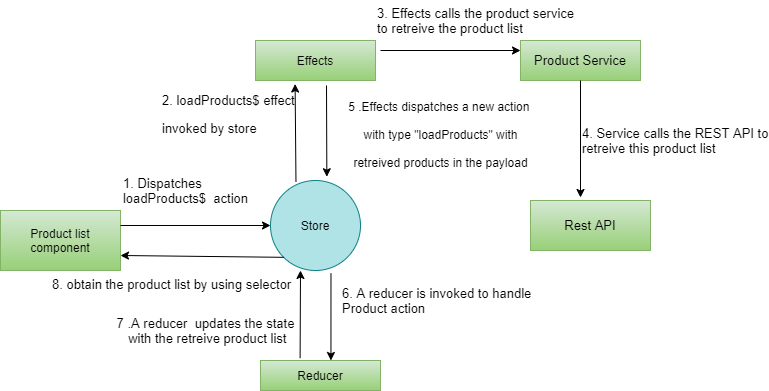 3. Effects calls the product service
to retreive the product list
Effects
Product Service
2. loadProducts$ effect
invoked by store
5 .Effects dispatches a new action
with type "loadProducts" with
retreived products in the payload
4. Service calls the REST API to
retreive this product list
1. Dispatches
loadProducts$ action
Product list
component
Store
Rest API
8. obtain the product list by using selector
6. A reducer is invoked to handle
Product action
7 .A reducer updates the state
with the retreive product list
Reducer